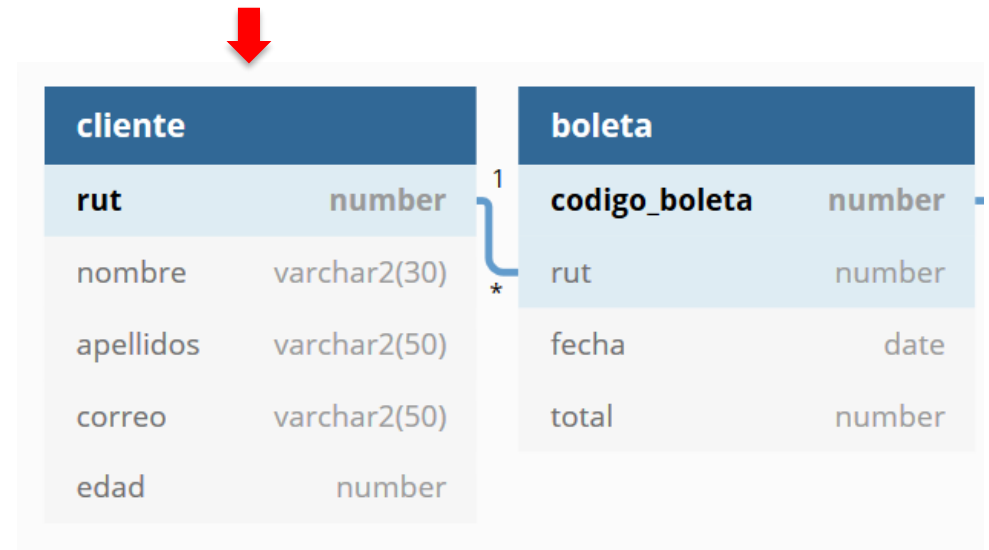 cliente
rut number
nombre varchar2(30)
apellidos varchar2(50)
correo varchar2(50)
edad number
1
*
boleta
codigo_boleta number
rut number
fecha date
total number